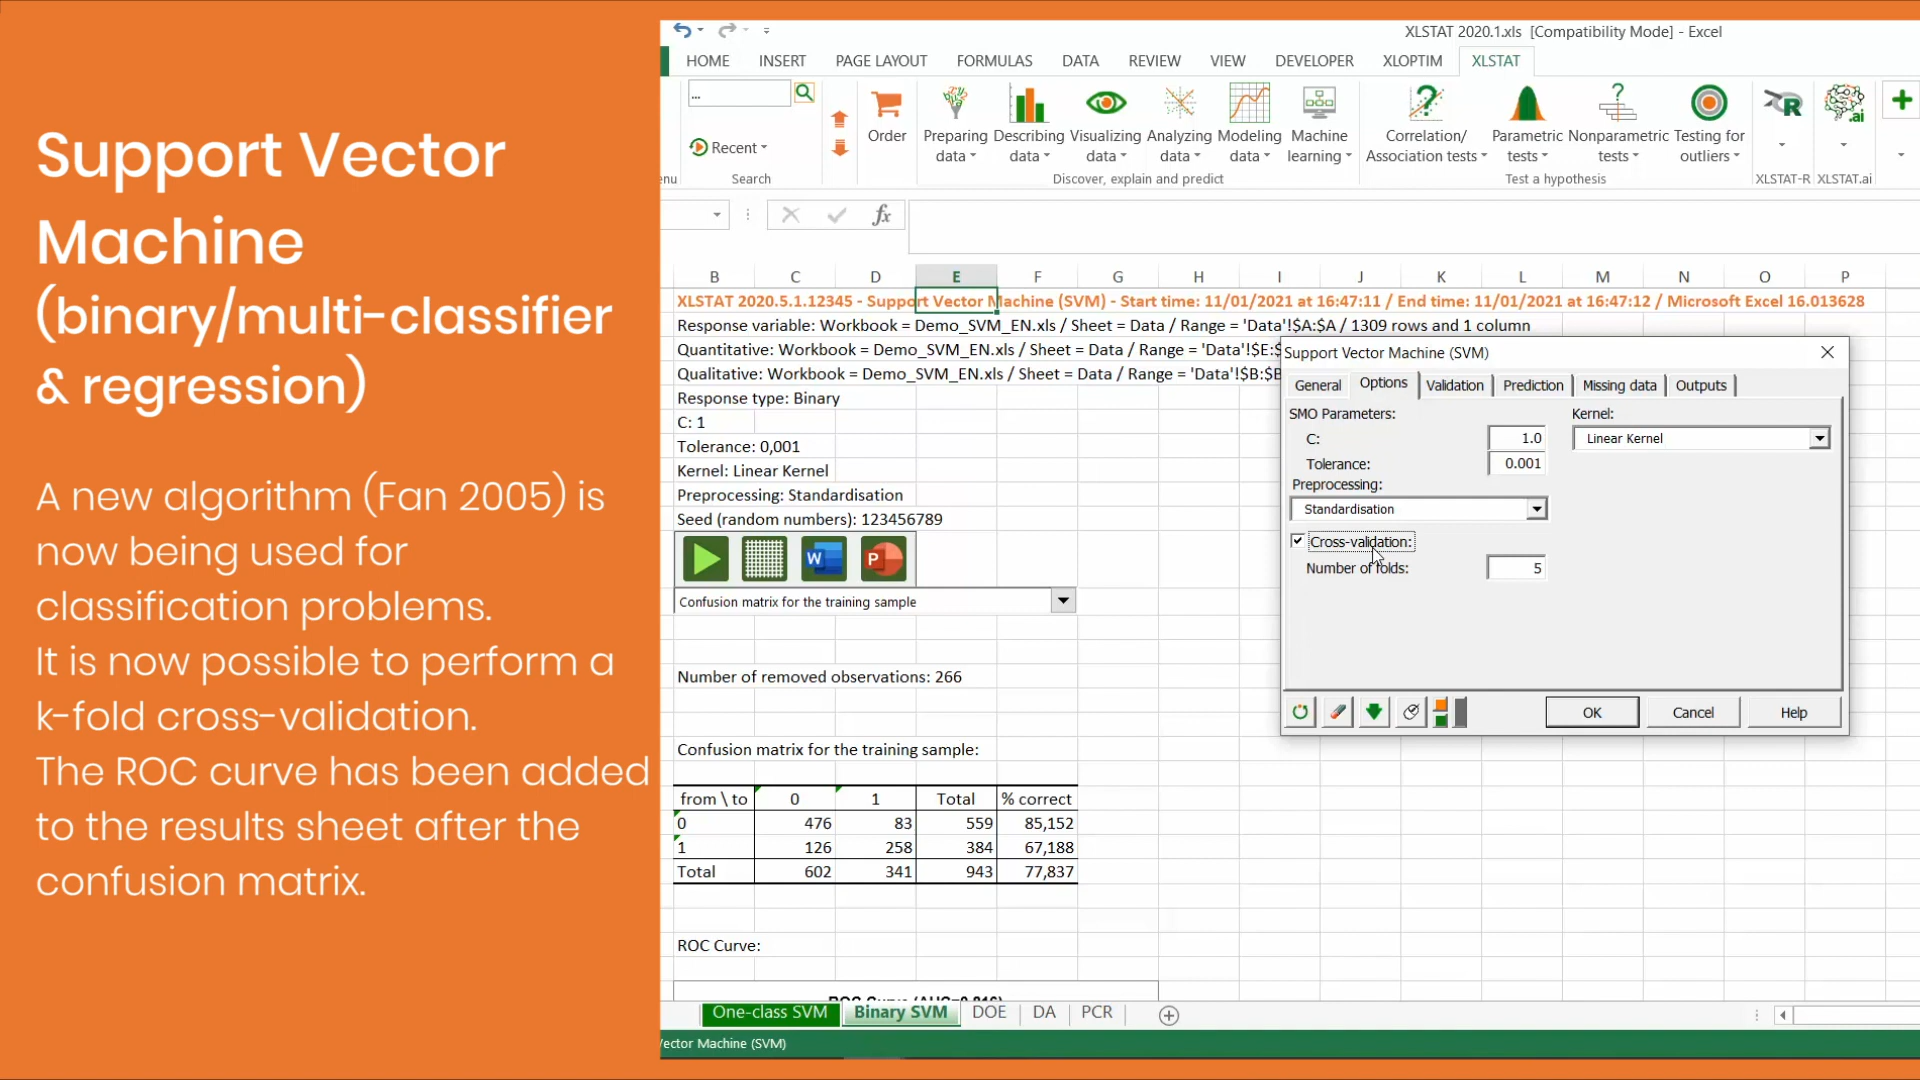 Support Vector
Machine
(binary/multi-classifier
& regression)
A new algorithm (Fan 2005) is
now being used for
classification problems.
It is now possible to perform a
k-fold cross-validation.
The ROC curve has been added
to the results sheet after the
confusion matrix.
XLSTAT 2020.1.xls [Compatibility Mode] - Excel
HOME INSERT PAGE LAYOUT FORMULAS DATA REVIEW VIEW DEVELOPER XLOPTIM XLSTAT
...
Recent
Search
Order
Preparing data
Describing data
Visualizing data
Analyzing data
Modeling data
Machine learning
Discover, explain and predict
Correlation/ Association tests
Parametric tests
Nonparametric tests
Testing for outliers
Test a hypothesis
R
XLSTAT-R
.ai
XLSTAT.ai
fx
B C D E F G H I J K L M N O P
XLSTAT 2020.5.1.12345 - Support Vector Machine (SVM) - Start time: 11/01/2021 at 16:47:11 / End time: 11/01/2021 at 16:47:12 / Microsoft Excel 16.013628
Response variable: Workbook = Demo_SVM_EN.xls / Sheet = Data / Range = 'Data'!$A:$A / 1309 rows and 1 column
Quantitative: Workbook = Demo_SVM_EN.xls / Sheet = Data / Range = 'Data'!$E:$
Qualitative: Workbook = Demo_SVM_EN.xls / Sheet = Data / Range = 'Data'!$B:$B
Response type: Binary
C: 1
Tolerance: 0,001
Kernel: Linear Kernel
Preprocessing: Standardisation
Seed (random numbers): 123456789
W P
Confusion matrix for the training sample
Number of removed observations: 266
Confusion matrix for the training sample:
from \ to 0 1 Total % correct
0 476 83 559 85,152
1 126 258 384 67,188
Total 602 341 943 77,837
ROC Curve:
Support Vector Machine (SVM)
General Options Validation Prediction Missing data Outputs
SMO Parameters: Kernel:
C: 1.0 Linear Kernel
Tolerance: 0.001
Preprocessing:
Standardisation
Cross-validation:
Number of folds: 5
OK Cancel Help
One-class SVM Binary SVM DOE DA PCR
Vector Machine (SVM)